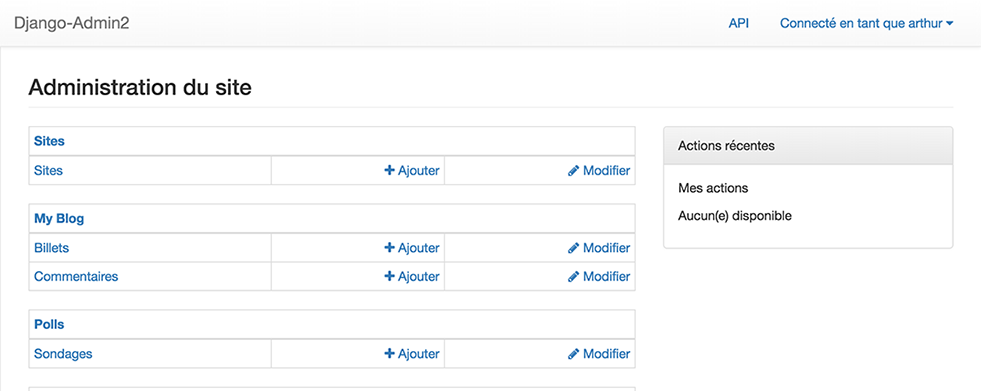 Django-Admin2 API Connecté en tant que arthur
Administration du site
Sites
Sites Ajouter Modifier
My Blog
Billets Ajouter Modifier
Commentaires Ajouter Modifier
Polls
Sondages Ajouter Modifier
Actions récentes
Mes actions
Aucun(e) disponible